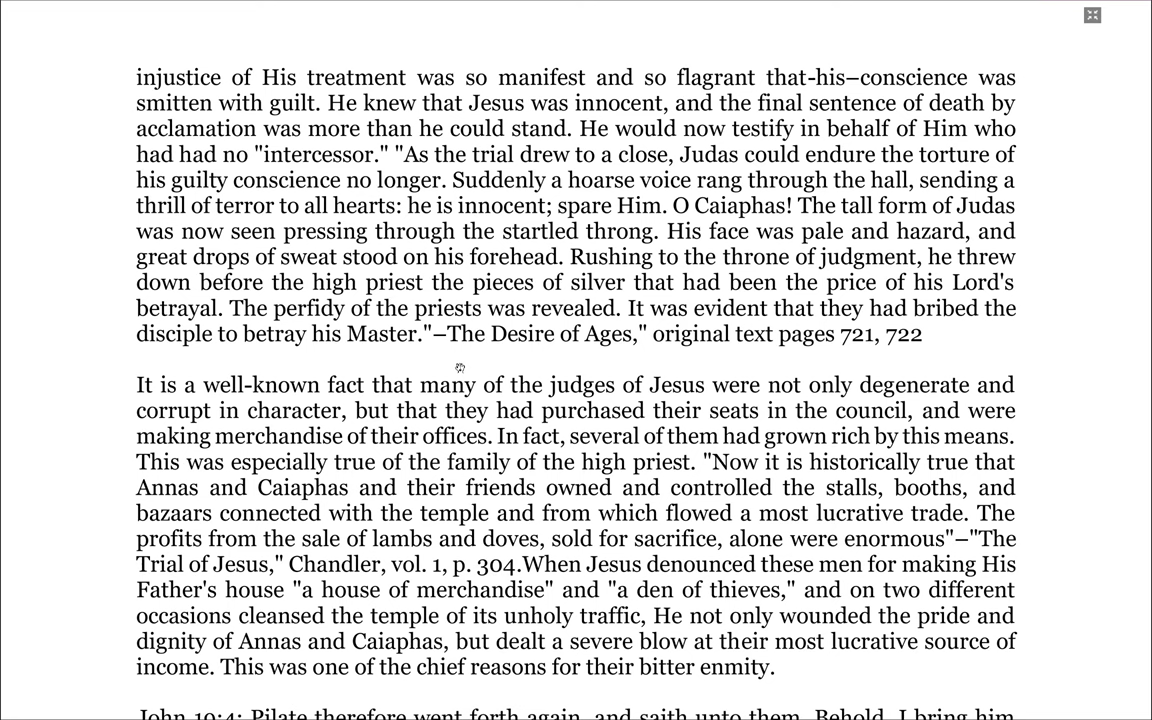 injustice of His treatment was so manifest and so flagrant that-his–conscience was
smitten with guilt. He knew that Jesus was innocent, and the final sentence of death by
acclamation was more than he could stand. He would now testify in behalf of Him who
had had no "intercessor." "As the trial drew to a close, Judas could endure the torture of
his guilty conscience no longer. Suddenly a hoarse voice rang through the hall, sending a
thrill of terror to all hearts: he is innocent; spare Him. O Caiaphas! The tall form of Judas
was now seen pressing through the startled throng. His face was pale and hazard, and
great drops of sweat stood on his forehead. Rushing to the throne of judgment, he threw
down before the high priest the pieces of silver that had been the price of his Lord's
betrayal. The perfidy of the priests was revealed. It was evident that they had bribed the
disciple to betray his Master."–The Desire of Ages," original text pages 721, 722
It is a well-known fact that many of the judges of Jesus were not only degenerate and
corrupt in character, but that they had purchased their seats in the council, and were
making merchandise of their offices. In fact, several of them had grown rich by this means.
This was especially true of the family of the high priest. "Now it is historically true that
Annas and Caiaphas and their friends owned and controlled the stalls, booths, and
bazaars connected with the temple and from which flowed a most lucrative trade. The
profits from the sale of lambs and doves, sold for sacrifice, alone were enormous"–"The
Trial of Jesus," Chandler, vol. 1, p. 304.When Jesus denounced these men for making His
Father's house "a house of merchandise" and "a den of thieves," and on two different
occasions cleansed the temple of its unholy traffic, He not only wounded the pride and
dignity of Annas and Caiaphas, but dealt a severe blow at their most lucrative source of
income. This was one of the chief reasons for their bitter enmity.
John 19:4: Pilate therefore went forth again, and saith unto them, Behold, I bring him